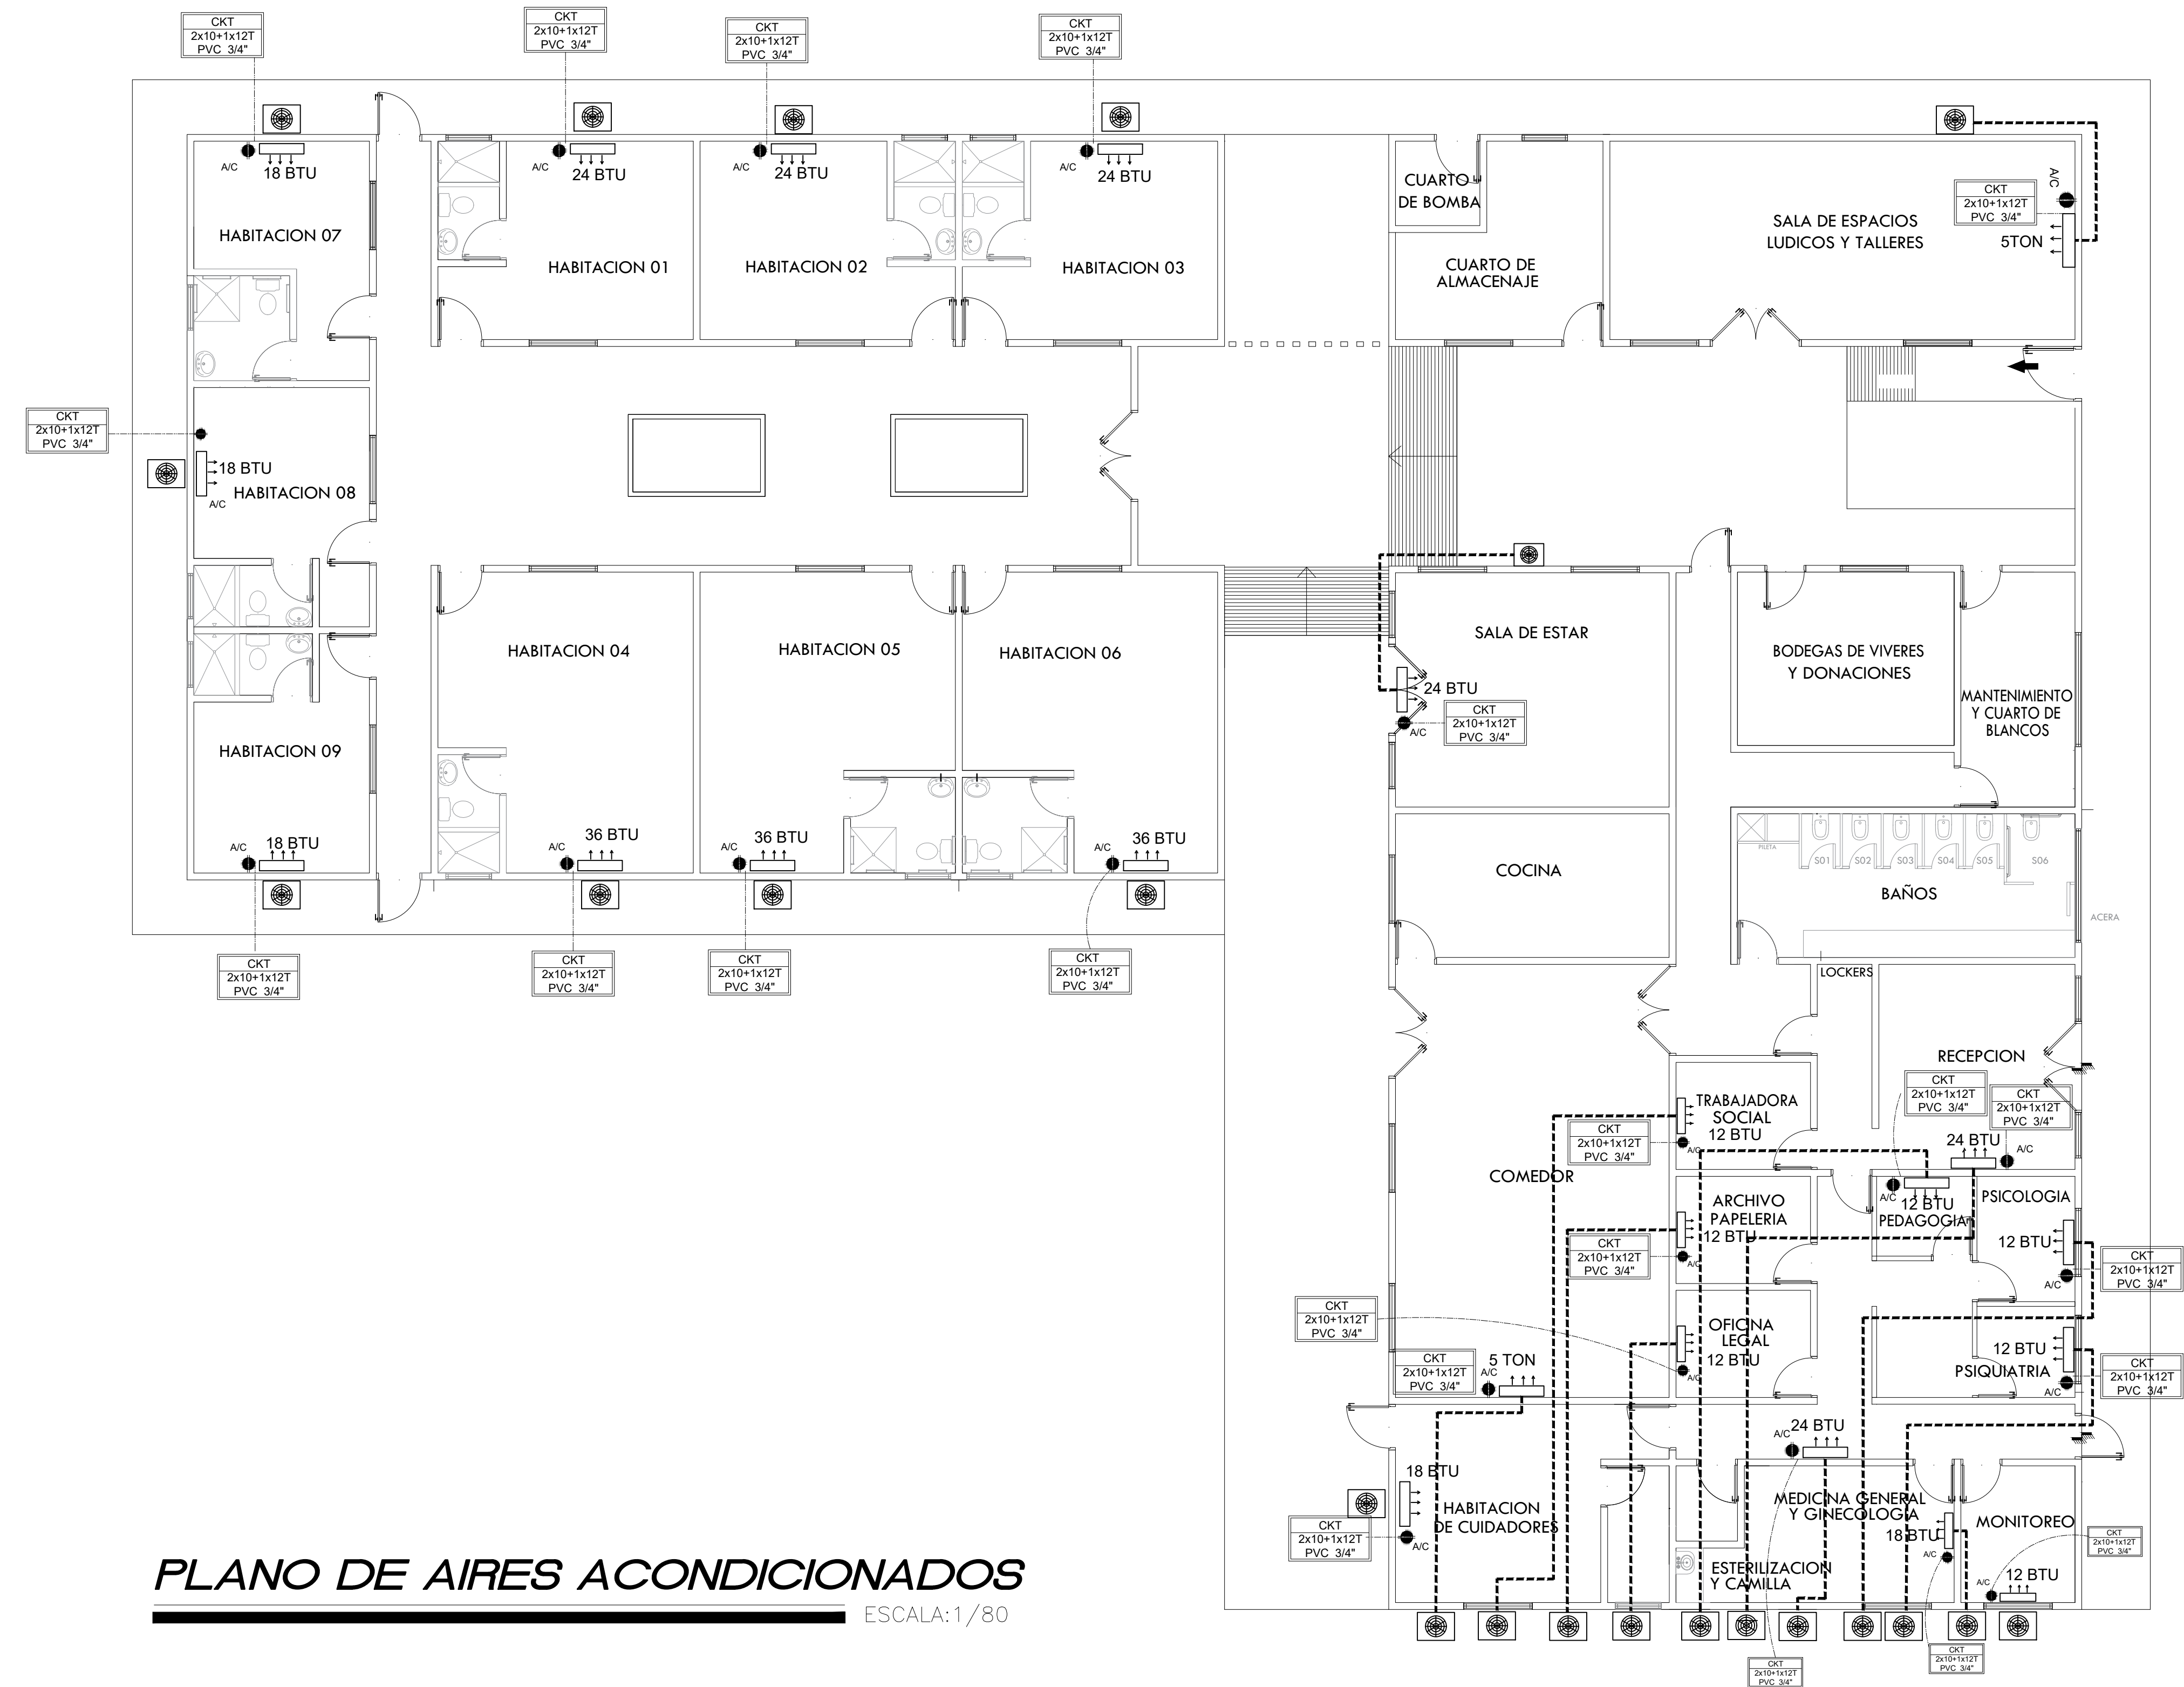 CKT
2x10+1x12T
PVC 3/4"
CKT
2x10+1x12T
PVC 3/4"
CKT
2x10+1x12T
PVC 3/4"
CKT
2x10+1x12T
PVC 3/4"
A/C
18 BTU
A/C
24 BTU
A/C
24 BTU
A/C
24 BTU
HABITACION 07
HABITACION 01
HABITACION 02
HABITACION 03
CUARTO
DE BOMBA
CUARTO DE
ALMACENAJE
SALA DE ESPACIOS
LUDICOS Y TALLERES
A/C
CKT
2x10+1x12T
PVC 3/4"
5TON
CKT
2x10+1x12T
PVC 3/4"
18 BTU
HABITACION 08
A/C
HABITACION 04
HABITACION 05
HABITACION 06
HABITACION 09
SALA DE ESTAR
24 BTU
CKT
2x10+1x12T
PVC 3/4"
A/C
BODEGAS DE VIVERES
Y DONACIONES
MANTENIMIENTO
Y CUARTO DE
BLANCOS
A/C
18 BTU
A/C
36 BTU
A/C
36 BTU
A/C
36 BTU
CKT
2x10+1x12T
PVC 3/4"
CKT
2x10+1x12T
PVC 3/4"
CKT
2x10+1x12T
PVC 3/4"
CKT
2x10+1x12T
PVC 3/4"
COCINA
PILETA
S01
S02
S03
S04
S05
S06
BAÑOS
ACERA
LOCKERS
RECEPCION
CKT
2x10+1x12T
PVC 3/4"
CKT
2x10+1x12T
PVC 3/4"
24 BTU
A/C
TRABAJADORA
SOCIAL
12 BTU
A/C
CKT
2x10+1x12T
PVC 3/4"
COMEDOR
ARCHIVO
PAPELERIA
12 BTU
A/C
CKT
2x10+1x12T
PVC 3/4"
A/C
12 BTU
PEDAGOGIA
PSICOLOGIA
12 BTU
A/C
CKT
2x10+1x12T
PVC 3/4"
CKT
2x10+1x12T
PVC 3/4"
OFICINA
LEGAL
12 BTU
A/C
12 BTU
PSIQUIATRIA
A/C
CKT
2x10+1x12T
PVC 3/4"
CKT
2x10+1x12T
PVC 3/4"
5 TON
A/C
24 BTU
A/C
18 BTU
HABITACION
DE CUIDADORES
A/C
CKT
2x10+1x12T
PVC 3/4"
MEDICINA GENERAL
Y GINECOLOGIA
18 BTU
A/C
MONITOREO
CKT
2x10+1x12T
PVC 3/4"
ESTERILIZACION
Y CAMILLA
12 BTU
A/C
CKT
2x10+1x12T
PVC 3/4"
CKT
2x10+1x12T
PVC 3/4"
PLANO DE AIRES ACONDICIONADOS
ESCALA:1/80